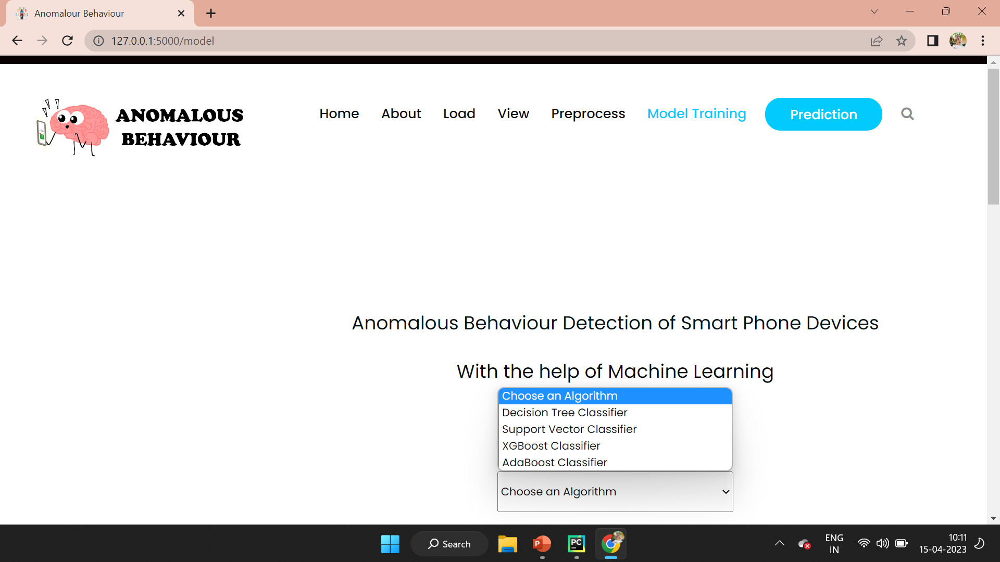 Anomalour Behaviour
127.0.0.1:5000/model
ANOMALOUS
BEHAVIOUR
Home About Load View Preprocess Model Training Prediction
Anomalous Behaviour Detection of Smart Phone Devices
With the help of Machine Learning
Choose an Algorithm
Decision Tree Classifier
Support Vector Classifier
XGBoost Classifier
AdaBoost Classifier
Choose an Algorithm
Search
P
PC
ENG
IN
10:11
15-04-2023